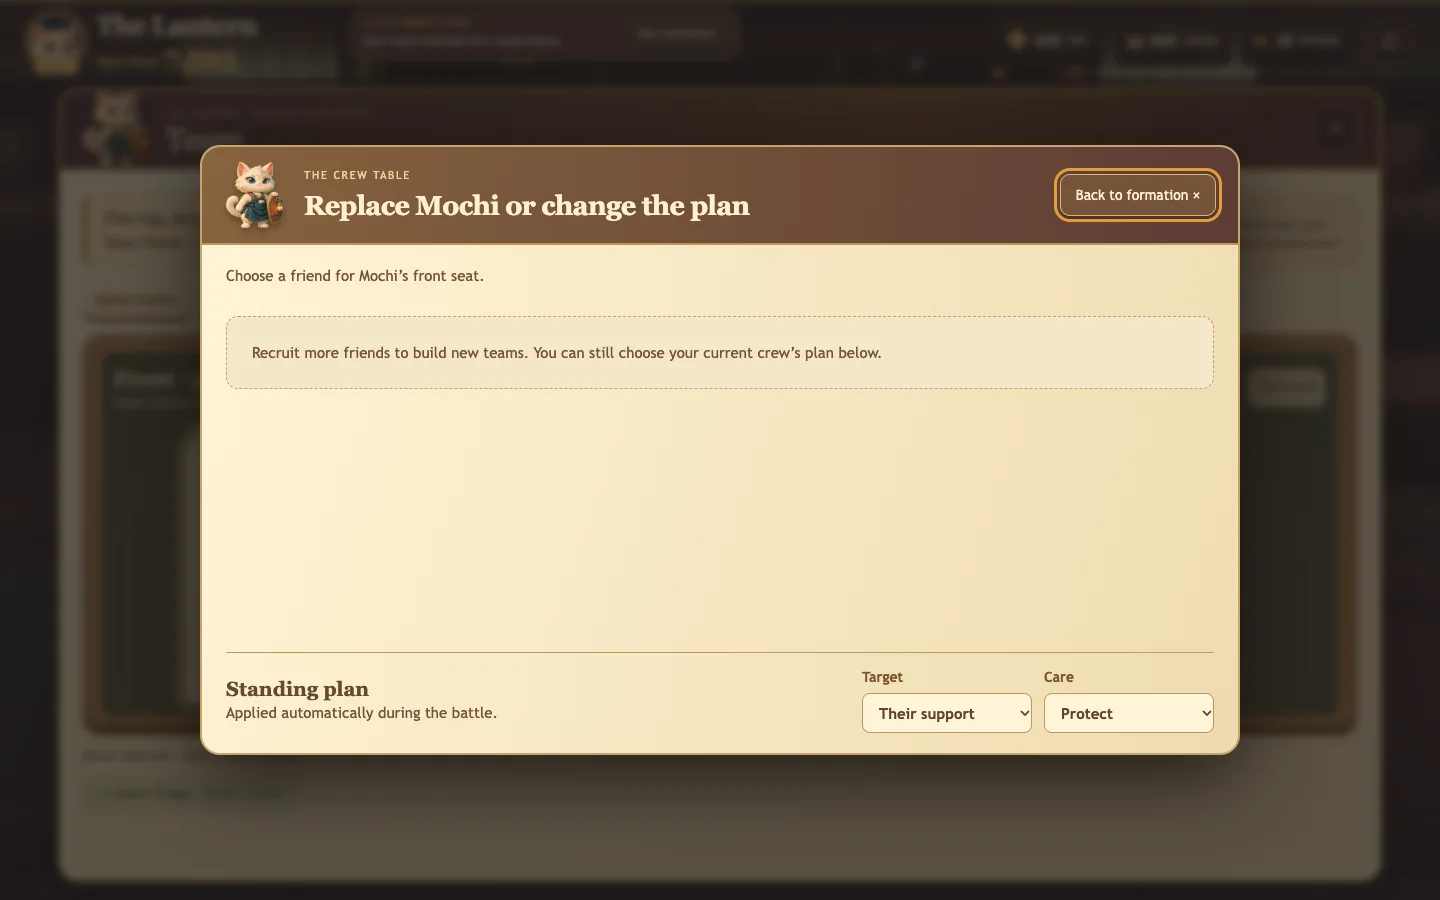 The Lantern
THE CREW TABLE
Replace Mochi or change the plan
Back to formation ×
Choose a friend for Mochi’s front seat.
Recruit more friends to build new teams. You can still choose your current crew’s plan below.
Standing plan
Applied automatically during the battle.
Target
Their support
Care
Protect